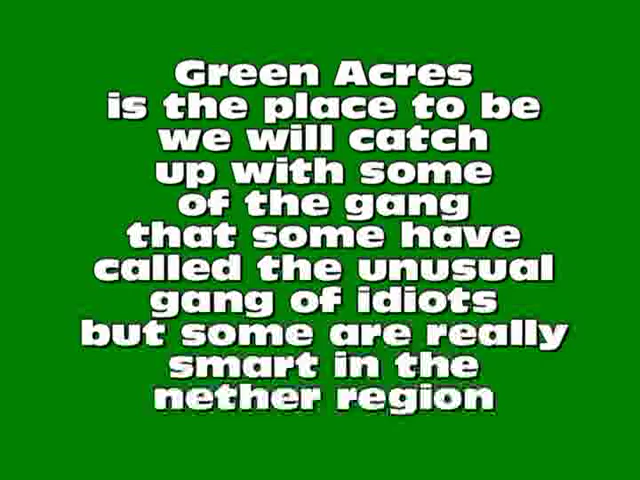 Green Acres
is the place to be
we will catch
up with some
of the gang
that some have
called the unusual
gang of idiots
but some are really
smart in the
nether region